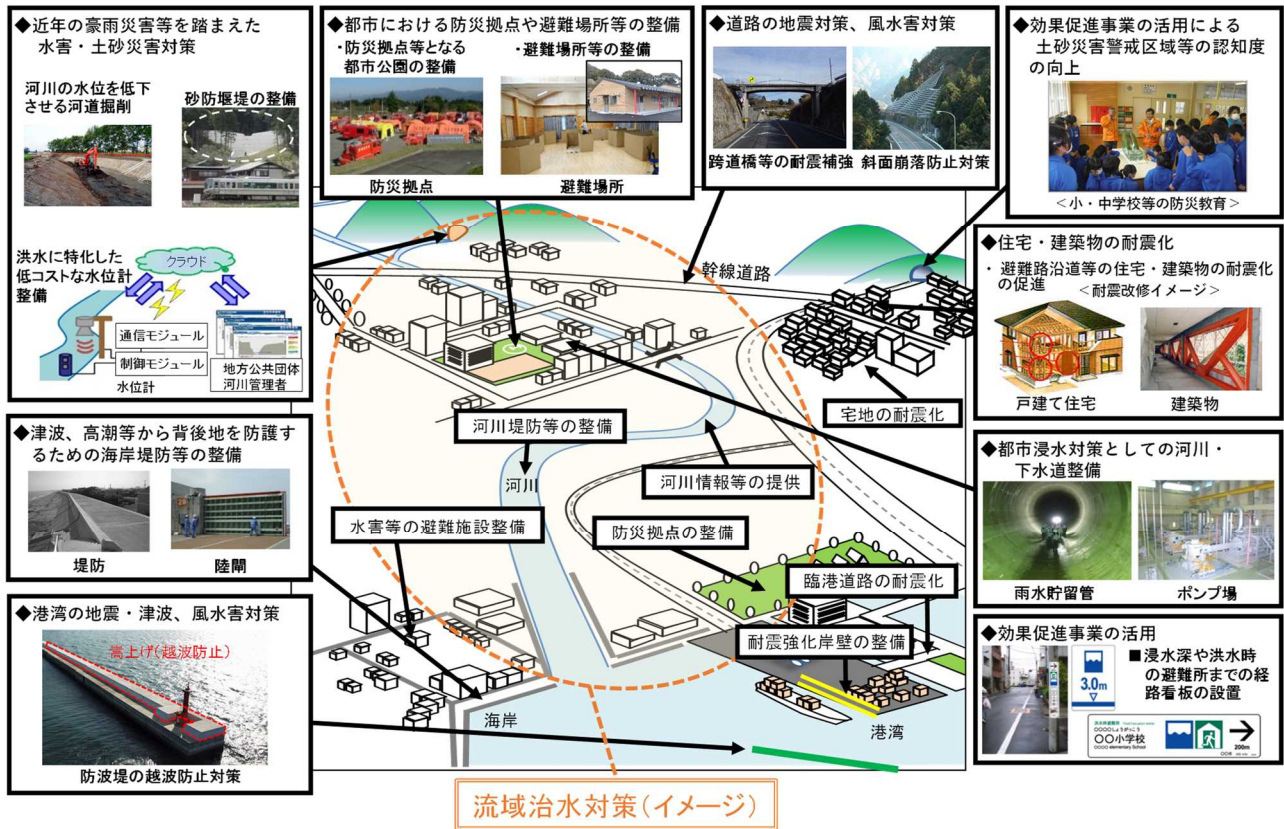 ◆近年の豪雨災害等を踏まえた
水害・土砂災害対策
河川の水位を低下
させる河道掘削
砂防堰堤の整備
洪水に特化した
低コストな水位計
整備
クラウド
通信モジュール
制御モジュール
水位計
地方公共団体
河川管理者
◆都市における防災拠点や避難場所等の整備
・防災拠点等となる
都市公園の整備
・避難場所等の整備
防災拠点
避難場所
◆道路の地震対策、風水害対策
跨道橋等の耐震補強
斜面崩落防止対策
◆効果促進事業の活用による
土砂災害警戒区域等の認知度
の向上
＜小・中学校等の防災教育＞
◆住宅・建築物の耐震化
・避難路沿道等の住宅・建築物の耐震化
の促進
＜耐震改修イメージ＞
戸建て住宅
建築物
◆津波、高潮等から背後地を防護す
るための海岸堤防等の整備
堤防
陸閘
◆都市浸水対策としての河川・
下水道整備
雨水貯留管
ポンプ場
◆港湾の地震・津波、風水害対策
嵩上げ(越波防止)
防波堤の越波防止対策
◆効果促進事業の活用
■浸水深や洪水時
の避難所までの経
路看板の設置
3.0m
〇〇〇〇しょうがっこう
〇〇小学校
〇〇〇〇 elementary School
200m
幹線道路
宅地の耐震化
河川堤防等の整備
河川
河川情報等の提供
水害等の避難施設整備
防災拠点の整備
臨港道路の耐震化
耐震強化岸壁の整備
海岸
港湾
流域治水対策(イメージ)